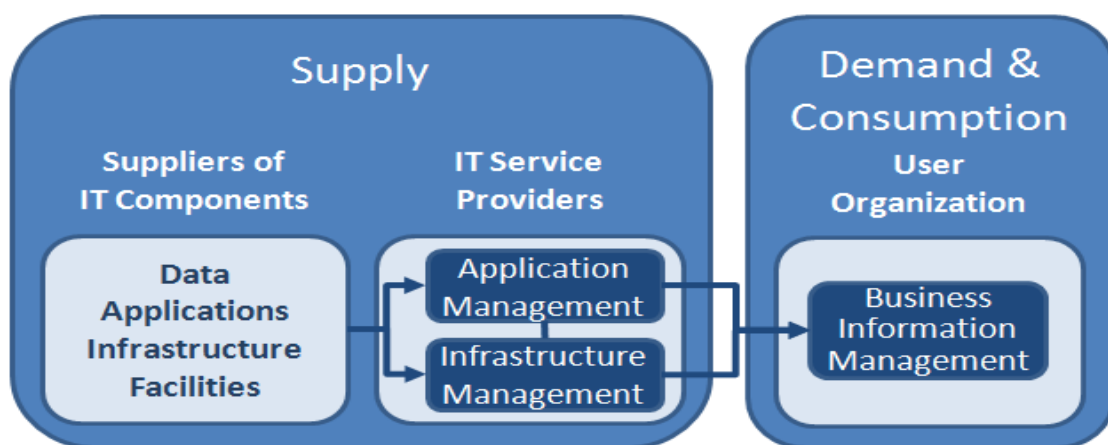 Supply
Suppliers of
IT Components
Data
Applications
Infrastructure
Facilities
IT Service
Providers
Application
Management
Infrastructure
Management
Demand &
Consumption
User
Organization
Business
Information
Management